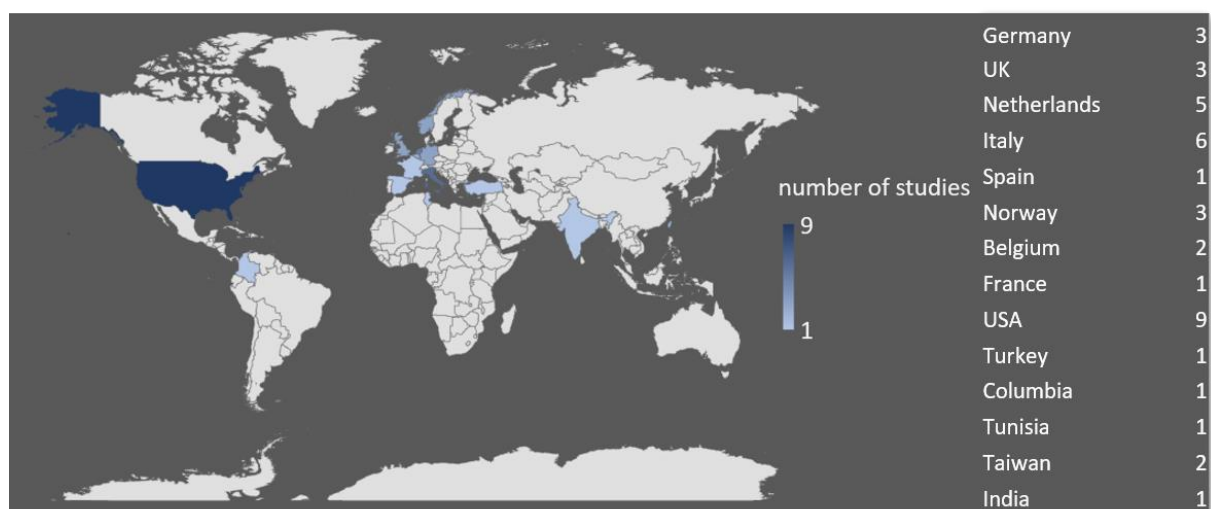 number of studies
9
1
Germany 3
UK 3
Netherlands 5
Italy 6
Spain 1
Norway 3
Belgium 2
France 1
USA 9
Turkey 1
Columbia 1
Tunisia 1
Taiwan 2
India 1